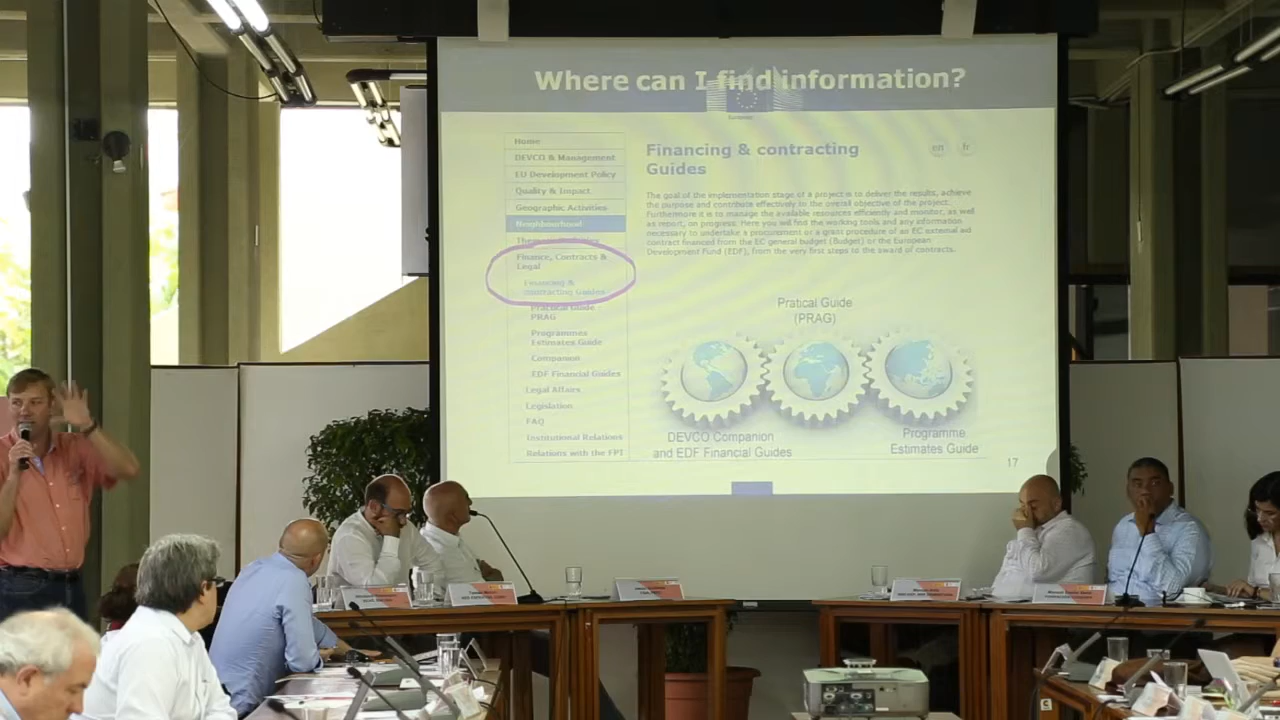 Where can I find information?
Home
DEVCO & Management
EU Development Policy
Quality & Impact
Geographic Activities
Neighbourhood
Finance, Contracts &
Legal
Financing &
Contracting Guides
Practical Guide
PRAG
Programmes
Estimates Guide
Companion
EDF Financial Guides
Legal Affairs
Legislation
FAQ
Institutional Relations
Relations with the FPI
Financing & contracting
Guides
en fr
The goal of the implementation stage of a project is to deliver the results, achieve
the purpose and contribute effectively to the overall objective of the project.
Furthermore it is to manage the available resources efficiently and monitor, as well
as report, on progress. Here you will find the working tools and any information
necessary to undertake a procurement or a grant procedure of an EC external aid
contract financed from the EC general budget (Budget) or the European
Development Fund (EDF), from the very first steps to the award of contracts.
Pratical Guide
(PRAG)
DEVCO Companion
and EDF Financial Guides
Programme
Estimates Guide
17